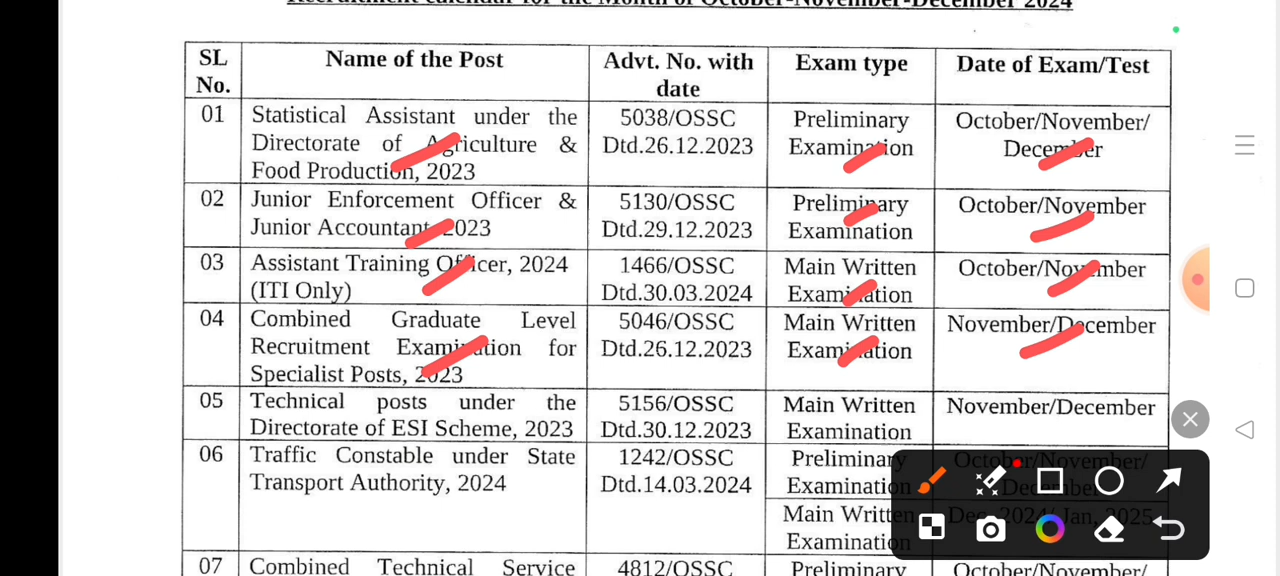 Recruitment calendar for the Month of October-November-December 2024
SL No.
Name of the Post
Advt. No. with date
Exam type
Date of Exam/Test
01
Statistical Assistant under the
Directorate of Agriculture &
Food Production, 2023
5038/OSSC
Dtd.26.12.2023
Preliminary
Examination
October/November/
December
02
Junior Enforcement Officer &
Junior Accountant, 2023
5130/OSSC
Dtd.29.12.2023
Preliminary
Examination
October/November
03
Assistant Training Officer, 2024
(ITI Only)
1466/OSSC
Dtd.30.03.2024
Main Written
Examination
October/November
04
Combined Graduate Level
Recruitment Examination for
Specialist Posts, 2023
5046/OSSC
Dtd.26.12.2023
Main Written
Examination
November/December
05
Technical posts under the
Directorate of ESI Scheme, 2023
5156/OSSC
Dtd.30.12.2023
Main Written
Examination
November/December
06
Traffic Constable under State
Transport Authority, 2024
1242/OSSC
Dtd.14.03.2024
Preliminary
Examination
October/November/
December
Main Written
Examination
Dec, 2024/ Jan, 2025
07
Combined Technical Service
4812/OSSC
Preliminary
October/November/